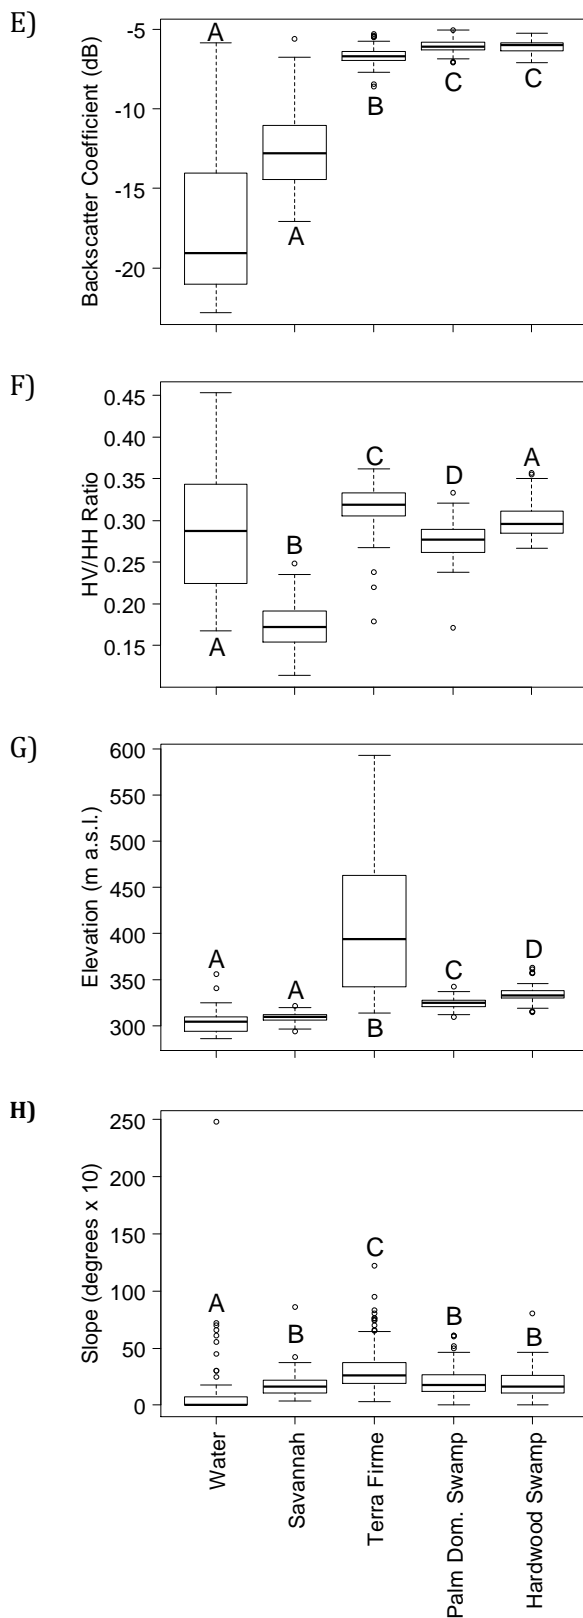 E)
Backscatter Coefficient (dB)
-5
-10
-15
-20
A
A
B
C
C
F)
HV/HH Ratio
0.45
0.40
0.35
0.30
0.25
0.20
0.15
A
B
C
D
A
G)
Elevation (m a.s.l.)
600
550
500
450
400
350
300
A
A
B
C
D
H)
Slope (degrees x 10)
250
200
150
100
50
0
A
B
C
B
B
Water
Savannah
Terra Firme
Palm Dom. Swamp
Hardwood Swamp